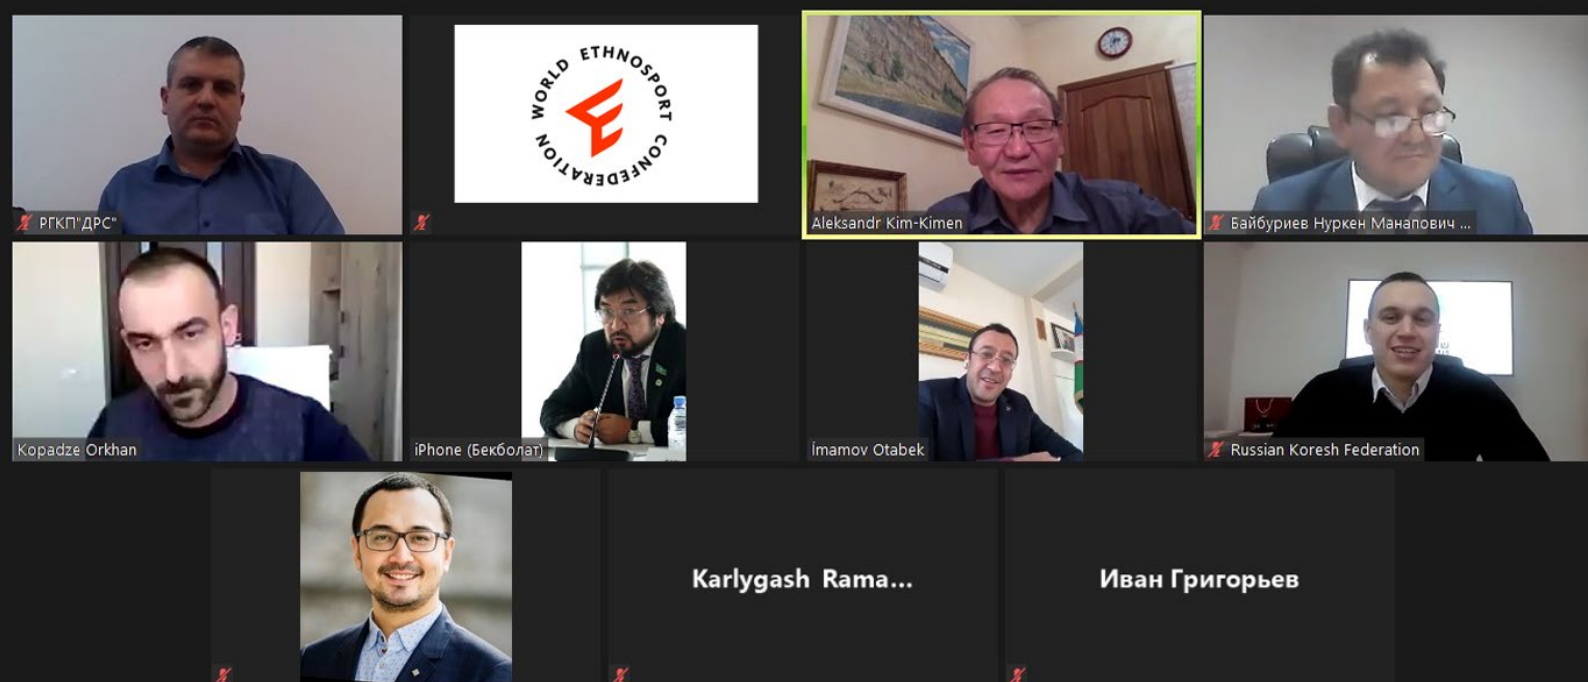 WORLD ETHNOSPORT CONFEDERATION
РГКП"ДРС"
Aleksandr Kim-Kimen
Байбуриев Нуркен Манапович ...
Kopadze Orkhan
iPhone (Бекболат)
İmamov Otabek
Russian Koresh Federation
Karlygash Rama...
Иван Григорьев